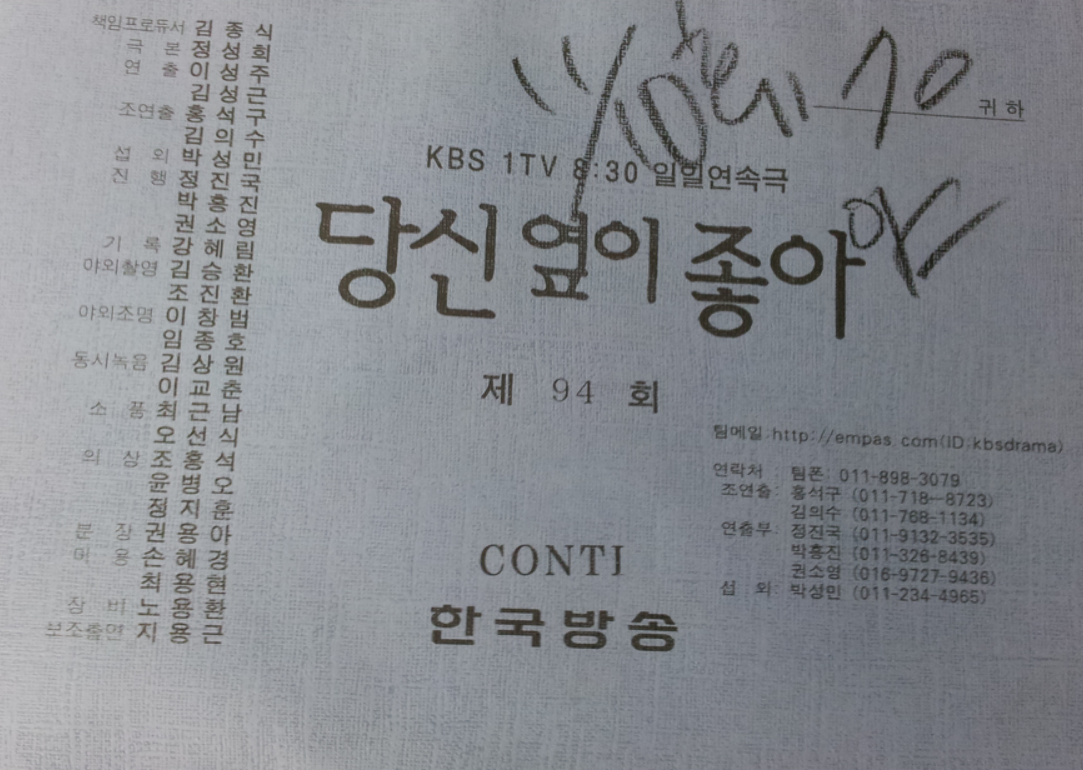 책임프로듀서 김종식
극 본 정성희
연 출 이성주
김성근
조연출 홍석구
김의수
섭 외 박성민
진 행 정진국
박흥진
권소영
기 록 강혜림
야외촬영 김승환
조진환
야외조명 이창범
임종호
동시녹음 김상원
이교춘
소 품 최근남
오선식
의 상 조흥석
윤병오
정지훈
분 장 권용아
미 용 손혜경
최용현
장 비 노용환
보조출연 지용근
귀하
KBS 1TV 8:30 일일연속극
당신 옆이 좋아
제 94 회
팀메일:http://empas.com(ID:kbsdrama)
연락처 : 팀폰: 011-898-3079
조연출: 홍석구 (011-718-8723)
김의수 (011-768-1134)
연출부: 정진국 (011-9132-3535)
박흥진 (011-326-8439)
권소영 (016-9727-9436)
섭 외: 박성민 (011-234-4965)
CONTI
한국방송